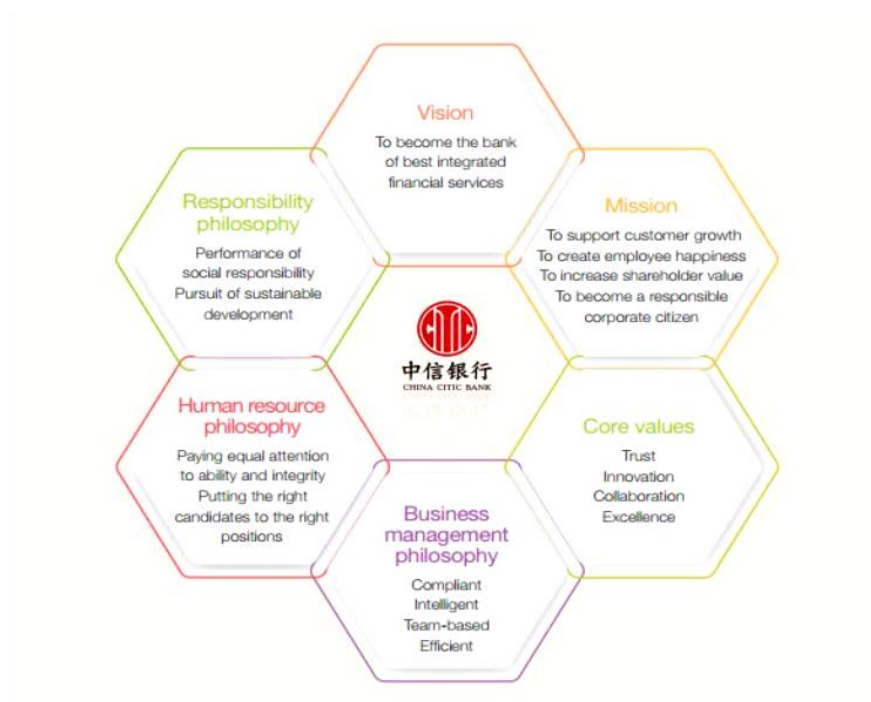 Vision
To become the bank
of best integrated
financial services
Responsibility
philosophy
Performance of
social responsibility
Pursuit of sustainable
development
Mission
To support customer growth
To create employee happiness
To increase shareholder value
To become a responsible
corporate citizen
中信银行
CHINA CITIC BANK
Human resource
philosophy
Paying equal attention
to ability and integrity
Putting the right
candidates to the right
positions
Core values
Trust
Innovation
Collaboration
Excellence
Business
management
philosophy
Compliant
Intelligent
Team-based
Efficient